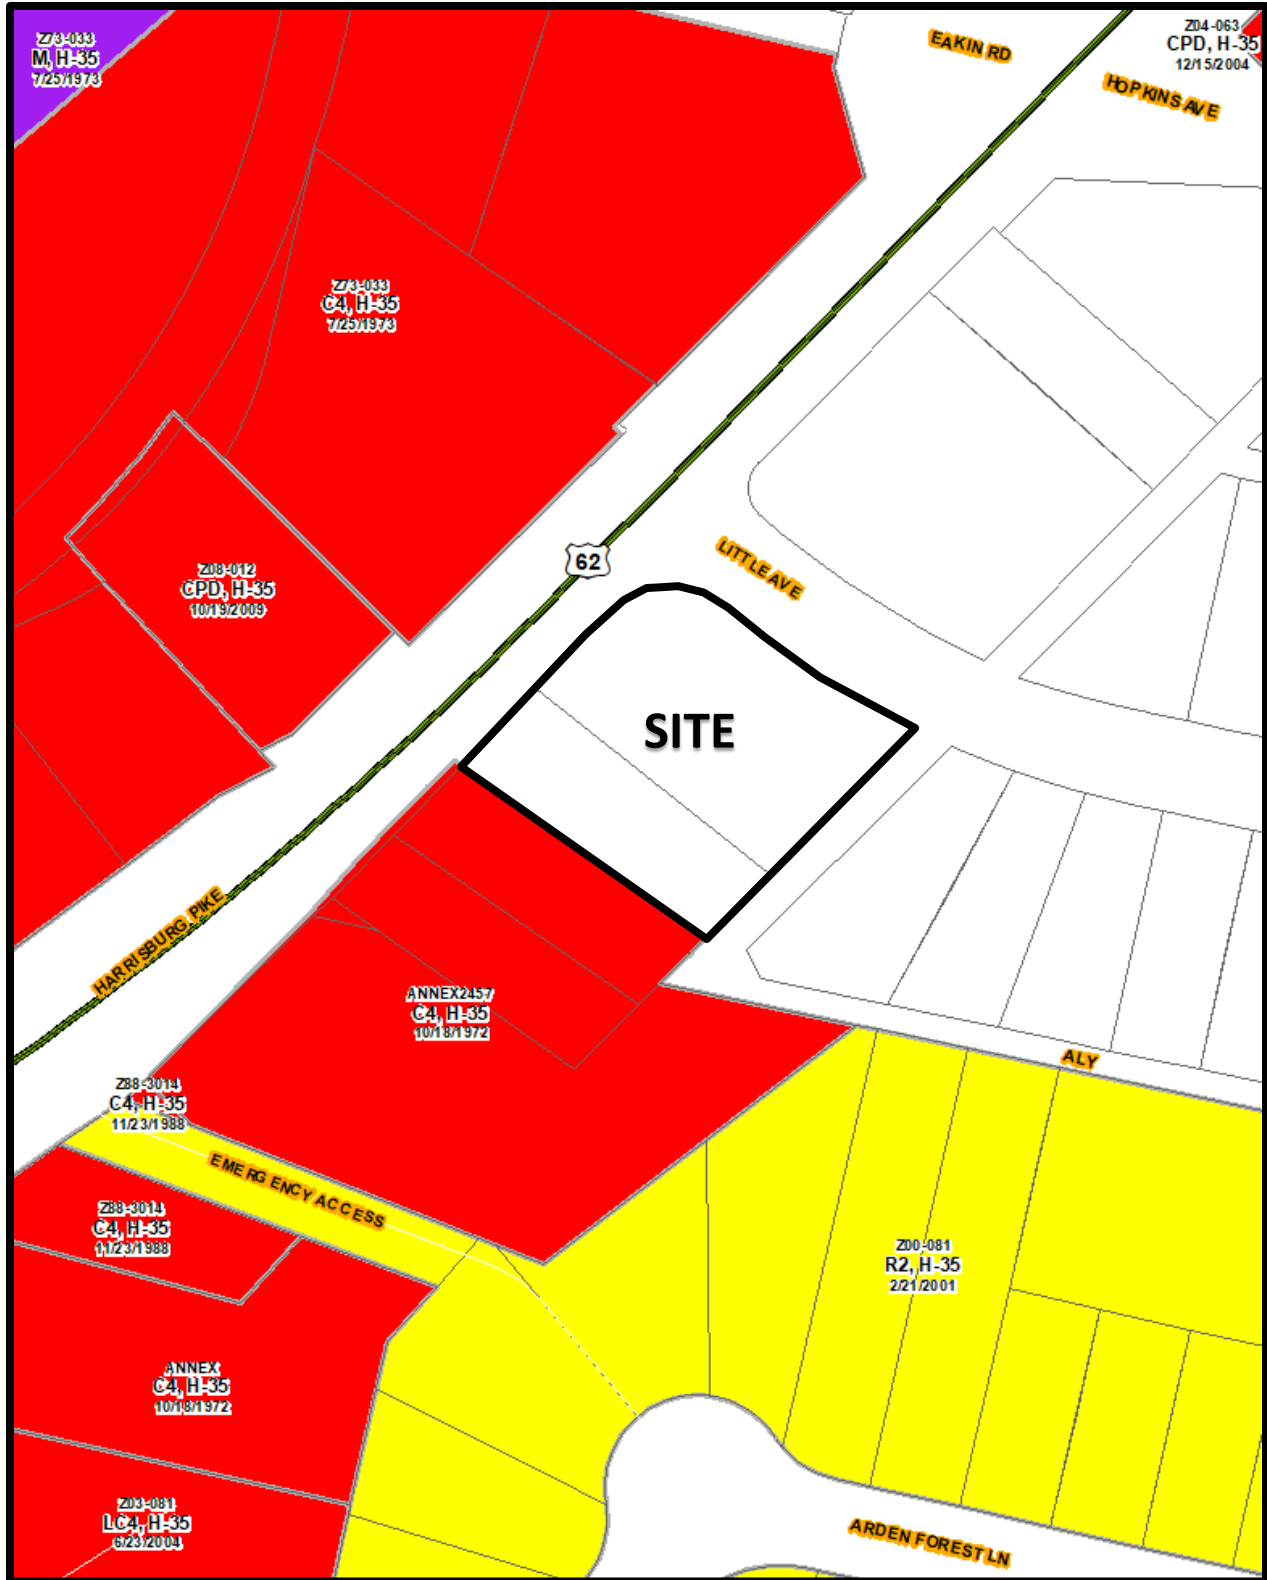 Z73-033
M, H-35
7/25/1973
EAKIN RD
Z04-063
CPD, H-35
12/15/2004
HOPKINS AVE
Z73-033
C4, H-35
7/25/1973
62
LITTLE AVE
Z08-012
CPD, H-35
10/19/2009
SITE
HARRISBURG PIKE
ANNEX2457
C4, H-35
10/18/1972
ALY
Z88-3014
C4, H-35
11/23/1988
EMERGENCY ACCESS
Z88-3014
C4, H-35
11/23/1988
Z00-081
R2, H-35
2/21/2001
ANNEX
C4, H-35
10/18/1972
Z03-081
LC4, H-35
6/23/2004
ARDEN FOREST LN